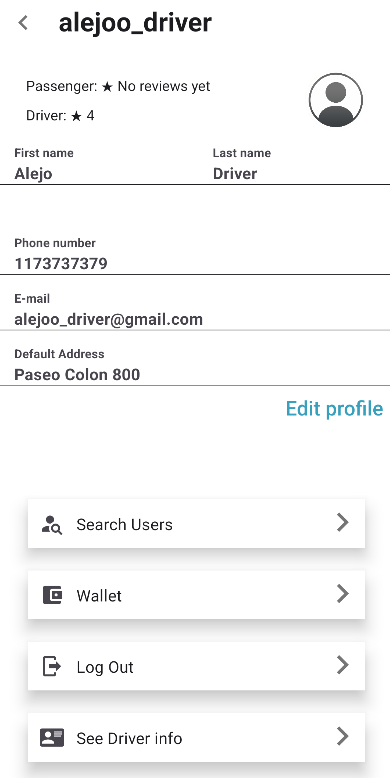 alejoo_driver
Passenger: ★ No reviews yet
Driver: ★ 4
First name Last name
Alejo Driver
Phone number
1173737379
E-mail
alejoo_driver@gmail.com
Default Address
Paseo Colon 800
Edit profile
Search Users
Wallet
Log Out
See Driver info